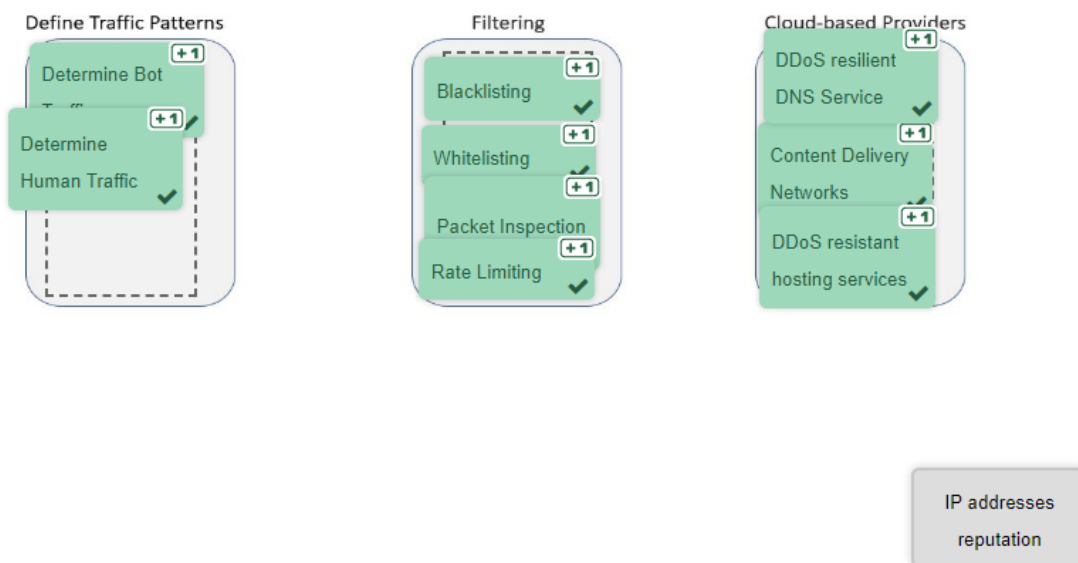 Define Traffic Patterns
+1
Determine Bot
+1
Determine
Human Traffic
Filtering
+1
Blacklisting
+1
Whitelisting
+1
Packet Inspection
+1
Rate Limiting
Cloud-based Providers
+1
DDoS resilient
DNS Service
+1
Content Delivery
Networks
+1
DDoS resistant
hosting services
IP addresses
reputation